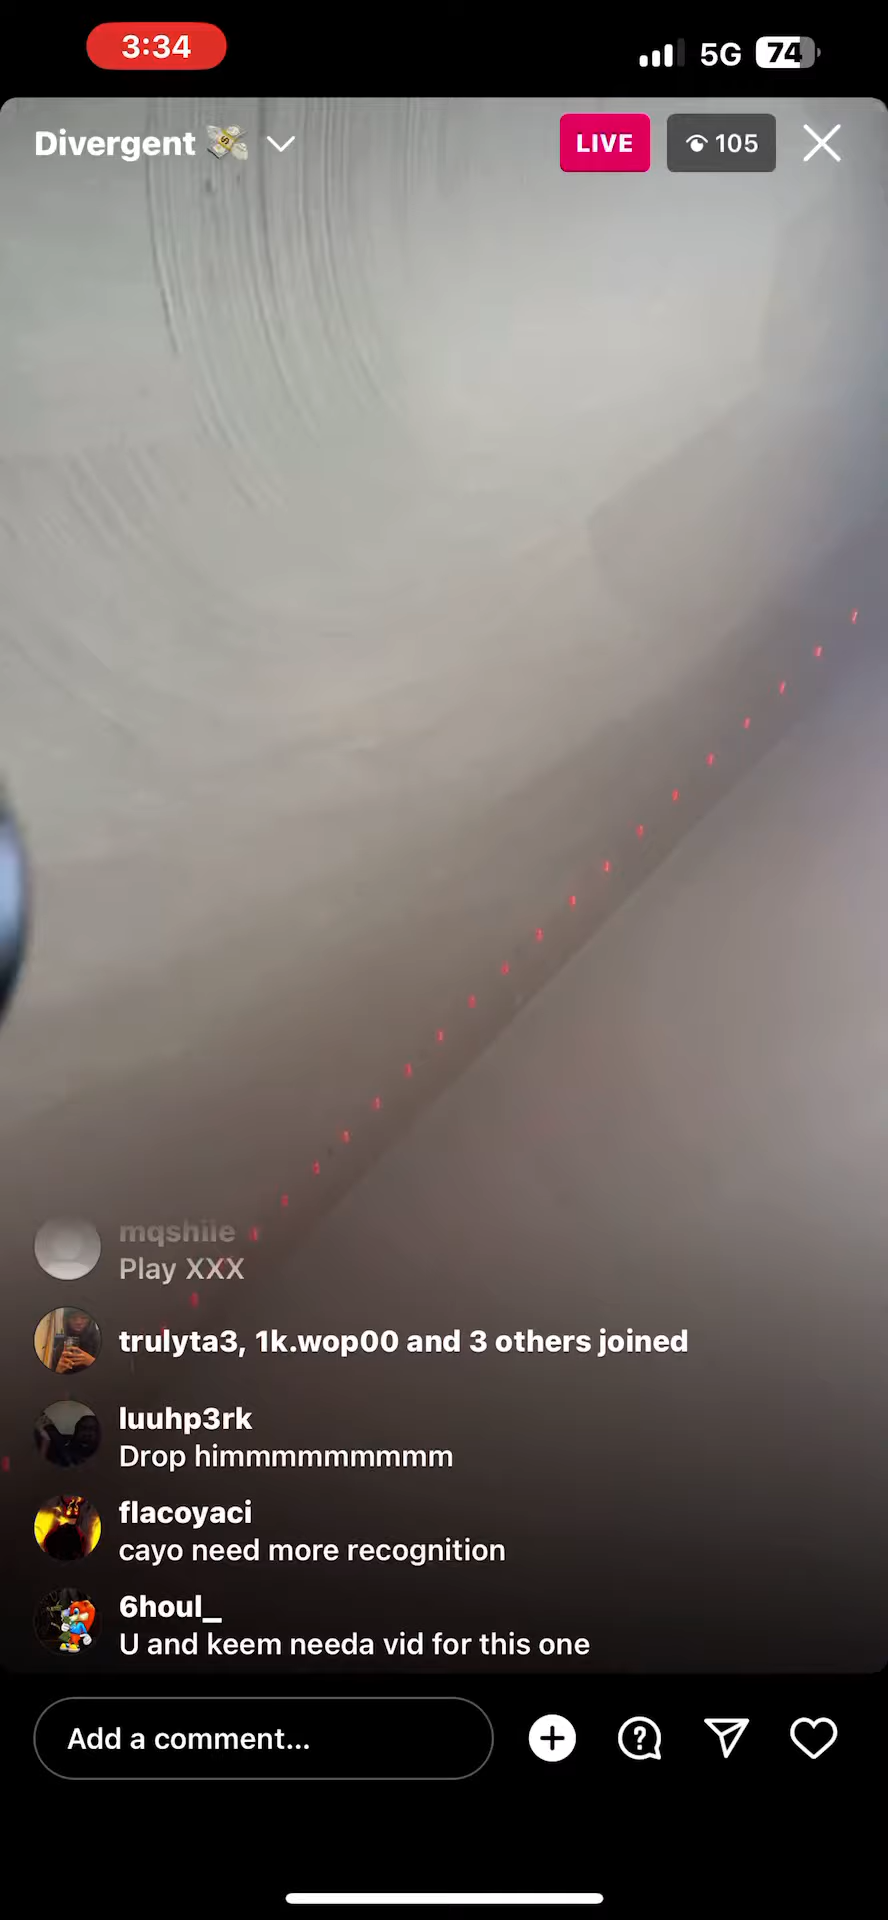 3:34
5G 74
Divergent 💸
LIVE
105
mqshiie
Play XXX
trulyta3, 1k.wop00 and 3 others joined
luuhp3rk
Drop himmmmmmmmm
flacoyaci
cayo need more recognition
6houl_
U and keem needa vid for this one
Add a comment...